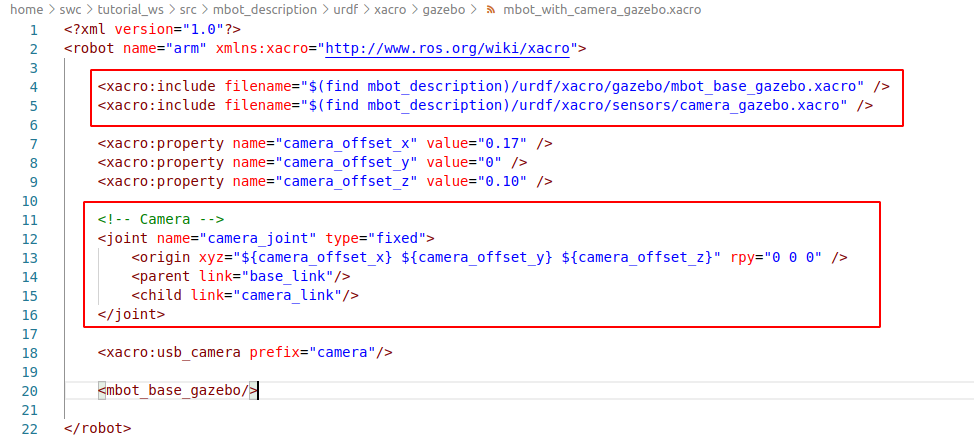 home > swc > tutorial_ws > src > mbot_description > urdf > xacro > gazebo > mbot_with_camera_gazebo.xacro
1 <?xml version="1.0"?>
2 <robot name="arm" xmlns:xacro="http://www.ros.org/wiki/xacro">
3
4 <xacro:include filename="$(find mbot_description)/urdf/xacro/gazebo/mbot_base_gazebo.xacro" />
5 <xacro:include filename="$(find mbot_description)/urdf/xacro/sensors/camera_gazebo.xacro" />
6
7 <xacro:property name="camera_offset_x" value="0.17" />
8 <xacro:property name="camera_offset_y" value="0" />
9 <xacro:property name="camera_offset_z" value="0.10" />
10
11 <!-- Camera -->
12 <joint name="camera_joint" type="fixed">
13 <origin xyz="${camera_offset_x} ${camera_offset_y} ${camera_offset_z}" rpy="0 0 0" />
14 <parent link="base_link"/>
15 <child link="camera_link"/>
16 </joint>
17
18 <xacro:usb_camera prefix="camera"/>
19
20 <mbot_base_gazebo/>
21
22 </robot>